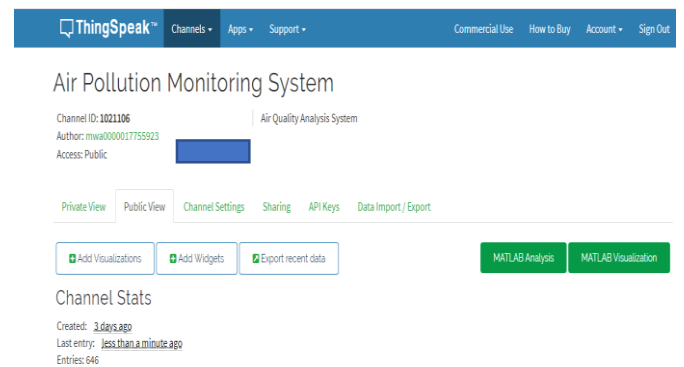 ThingSpeak™ Channels Apps Support Commercial Use How to Buy Account Sign Out
Air Pollution Monitoring System
Channel ID: 1021106 Air Quality Analysis System
Author: mwa0000017755923
Access: Public
Private View Public View Channel Settings Sharing API Keys Data Import / Export
Add Visualizations Add Widgets Export recent data MATLAB Analysis MATLAB Visualization
Channel Stats
Created: 3 days ago
Last entry: less than a minute ago
Entries: 646